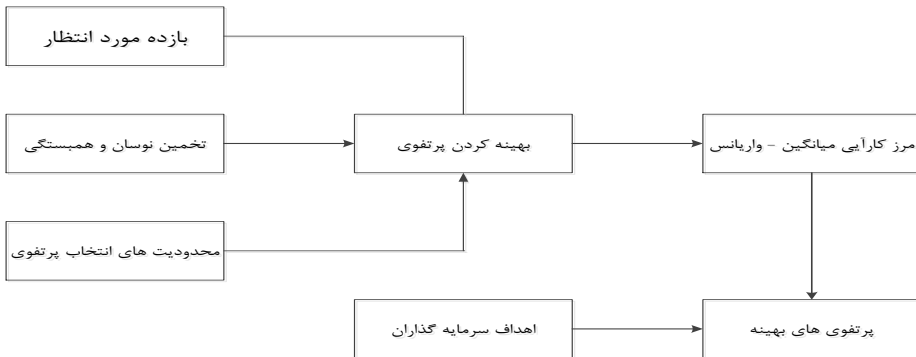 بازده مورد انتظار
تخمین نوسان و همبستگی
بهینه کردن پرتفوی
مرز کارآیی میانگین - واریانس
محدودیت های انتخاب پرتفوی
اهداف سرمایه گذاران
پرتفوی های بهینه